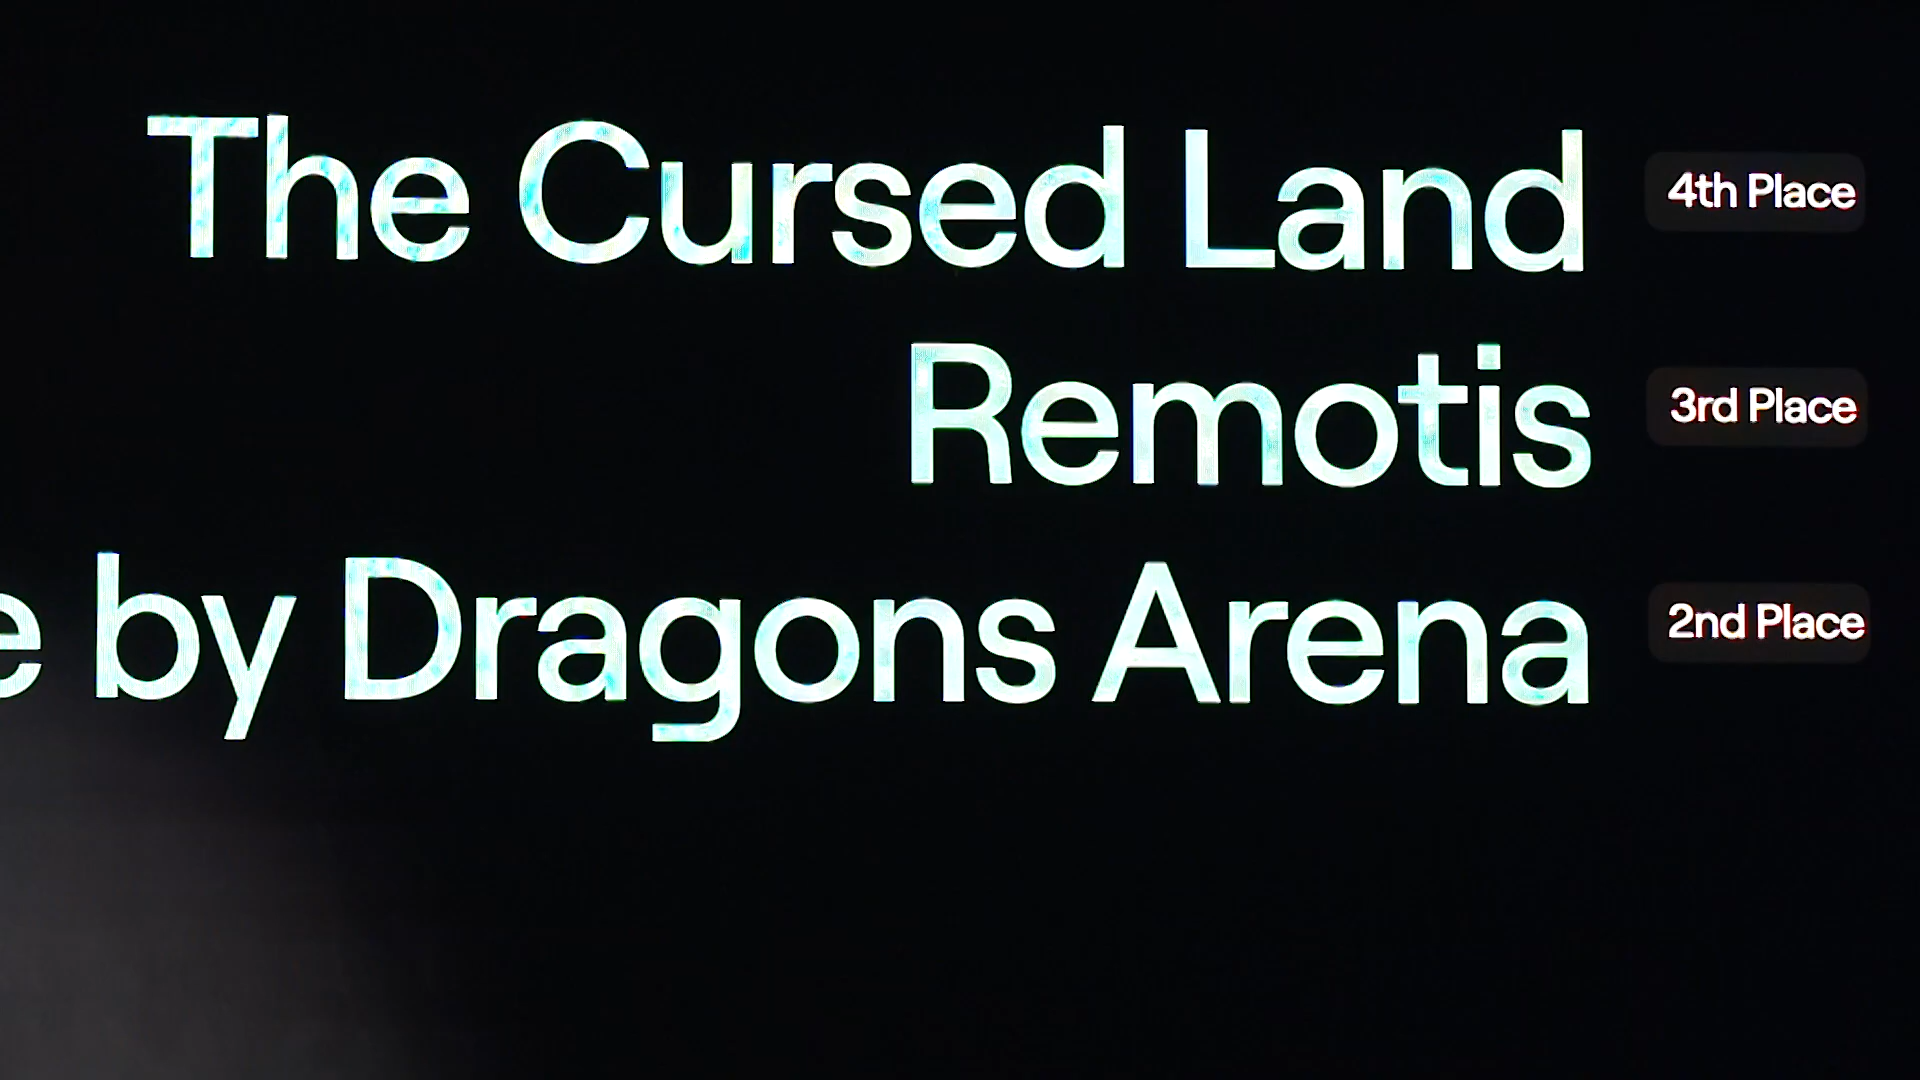 The Cursed Land 4th Place
Remotis 3rd Place
by Dragons Arena 2nd Place